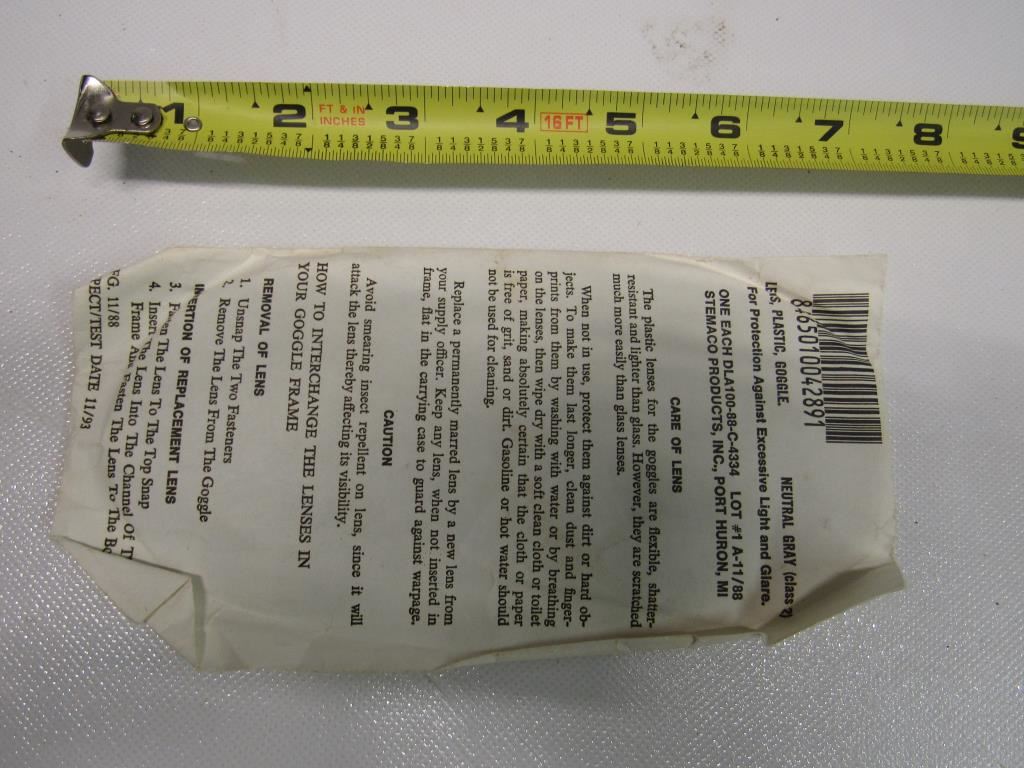 1 2 FT & IN 3 4 16 FT 5 6 7 8 9
INCHES
NEUTRAL GRAY (class 2)
LENS, PLASTIC, GOGGLE.
For Protection Against Excessive Light and Glare.
ONE EACH DLA100-88-C-4334 LOT #1 A-11/88
STEMACO PRODUCTS, INC., PORT HURON, MI
CARE OF LENS
The plastic lenses for the goggles are flexible, shatter-
resistant and lighter than glass. However, they are scratched
much more easily than glass lenses.
When not in use, protect them against dirt or hard ob-
jects. To make them last longer, clean dust and finger-
prints from them by washing with water or by breathing
on the lenses, then wipe dry with a soft clean cloth or toilet
paper, making absolutely certain that the cloth or paper
is free of grit, sand or dirt. Gasoline or hot water should
not be used for cleaning.
Replace a permanently marred lens by a new lens from
your supply officer. Keep any lens, when not inserted in
frame, flat in the carrying case to guard against warpage.
CAUTION
Avoid smearing insect repellent on lens, since it will
attack the lens thereby affecting its visibility.
HOW TO INTERCHANGE THE LENSES IN
YOUR GOGGLE FRAME
REMOVAL OF LENS
1. Unsnap The Two Fasteners
2. Remove The Lens From The Goggle
INSERTION OF REPLACEMENT LENS
3. Fasten The Lens To The Top Snap
4. Insert The Lens Into The Channel Of T
Frame And Fasten The Lens To The Bo
FG. 11/88
PECT/TEST DATE 11/93